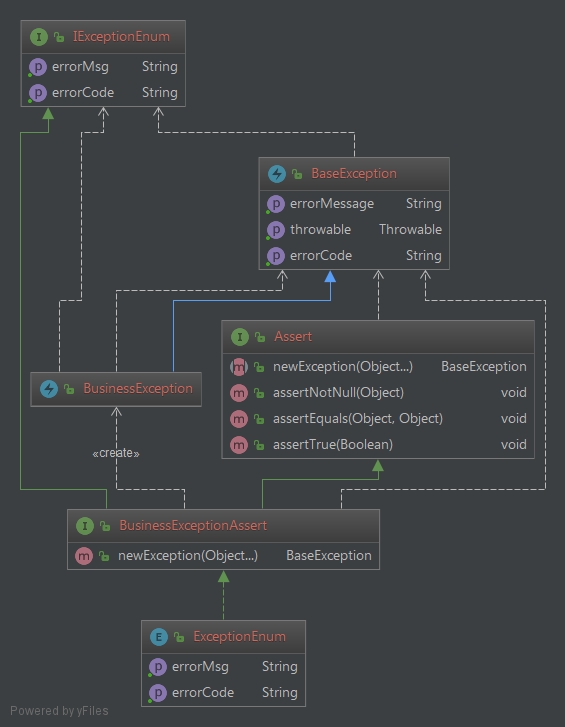 I IExceptionEnum
p errorMsg String
p errorCode String
BaseException
p errorMessage String
p throwable Throwable
p errorCode String
I Assert
m newException(Object...) BaseException
m assertNotNull(Object) void
m assertEquals(Object, Object) void
m assertTrue(Boolean) void
BusinessException
«create»
I BusinessExceptionAssert
m newException(Object...) BaseException
E ExceptionEnum
p errorMsg String
p errorCode String
Powered by yFiles